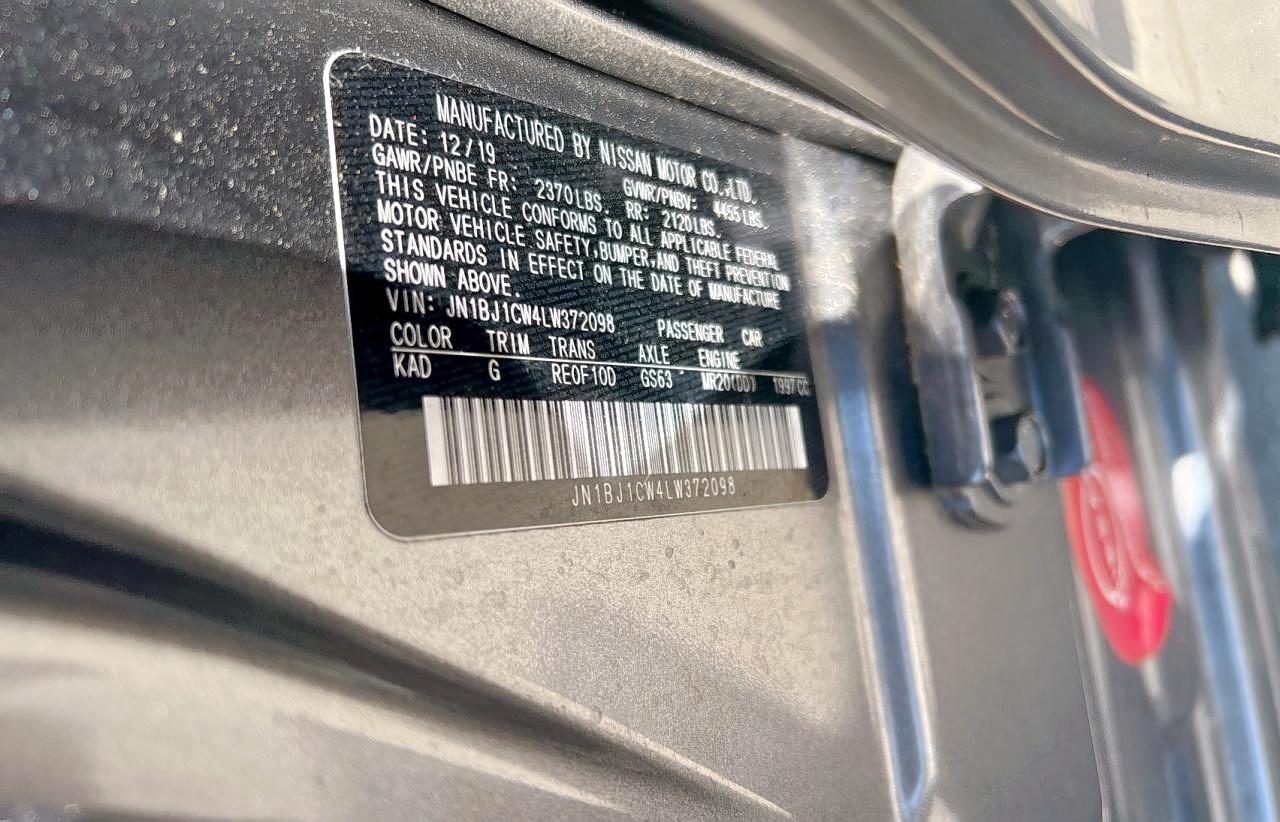 MANUFACTURED BY NISSAN MOTOR CO.,LTD.
DATE: 12/19 GVWR/PNBV: 4455 LBS.
GAWR/PNBE FR: 2370LBS RR: 2120LBS.
THIS VEHICLE CONFORMS TO ALL APPLICABLE FEDERAL
MOTOR VEHICLE SAFETY,BUMPER,AND THEFT PREVENTION
STANDARDS IN EFFECT ON THE DATE OF MANUFACTURE
SHOWN ABOVE.
VIN: JN1BJ1CW4LW372098 PASSENGER CAR
COLOR TRIM TRANS AXLE ENGINE
KAD G RE0F10D GS63 MR20(DD) 1997CC
JN1BJ1CW4LW372098